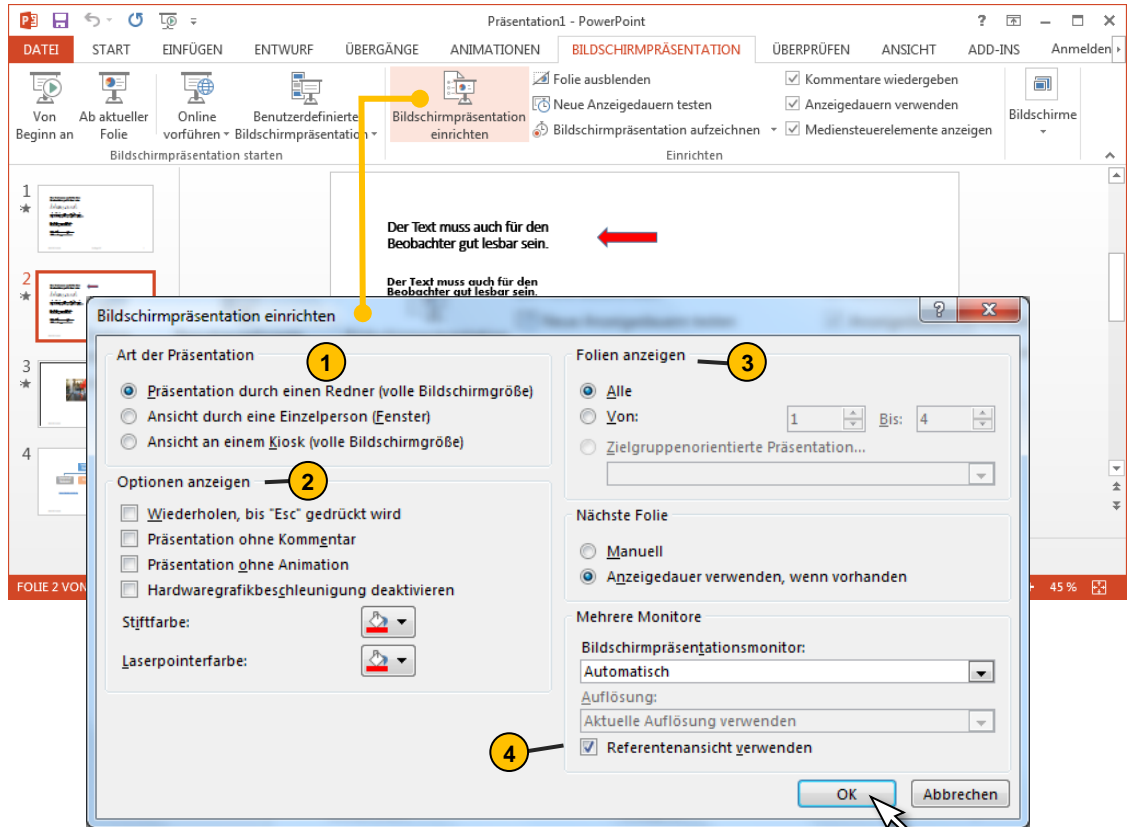 Präsentation1 - PowerPoint
?
DATEI START EINFÜGEN ENTWURF ÜBERGÄNGE ANIMATIONEN BILDSCHIRMPRÄSENTATION ÜBERPRÜFEN ANSICHT ADD-INS Anmelden
Von Beginn an
Ab aktueller Folie
Online vorführen
Benutzerdefinierte Bildschirmpräsentation
Bildschirmpräsentation starten
Bildschirmpräsentation einrichten
Folie ausblenden
Neue Anzeigedauern testen
Bildschirmpräsentation aufzeichnen
Kommentare wiedergeben
Anzeigedauern verwenden
Mediensteuerelemente anzeigen
Einrichten
Bildschirme
1
2
3
4
Der Text muss auch für den
Beobachter gut lesbar sein.
Der Text muss auch für den
Beobachter gut lesbar sein.
FOLIE 2 VON
45 %
Bildschirmpräsentation einrichten
?
X
Art der Präsentation
1
Präsentation durch einen Redner (volle Bildschirmgröße)
Ansicht durch eine Einzelperson (Fenster)
Ansicht an einem Kiosk (volle Bildschirmgröße)
Optionen anzeigen
2
Wiederholen, bis "Esc" gedrückt wird
Präsentation ohne Kommentar
Präsentation ohne Animation
Hardwaregrafikbeschleunigung deaktivieren
Stiftfarbe:
Laserpointerfarbe:
Folien anzeigen
3
Alle
Von: 1 Bis: 4
Zielgruppenorientierte Präsentation...
Nächste Folie
Manuell
Anzeigedauer verwenden, wenn vorhanden
Mehrere Monitore
Bildschirmpräsentationsmonitor:
Automatisch
Auflösung:
Aktuelle Auflösung verwenden
4
Referentenansicht verwenden
OK
Abbrechen